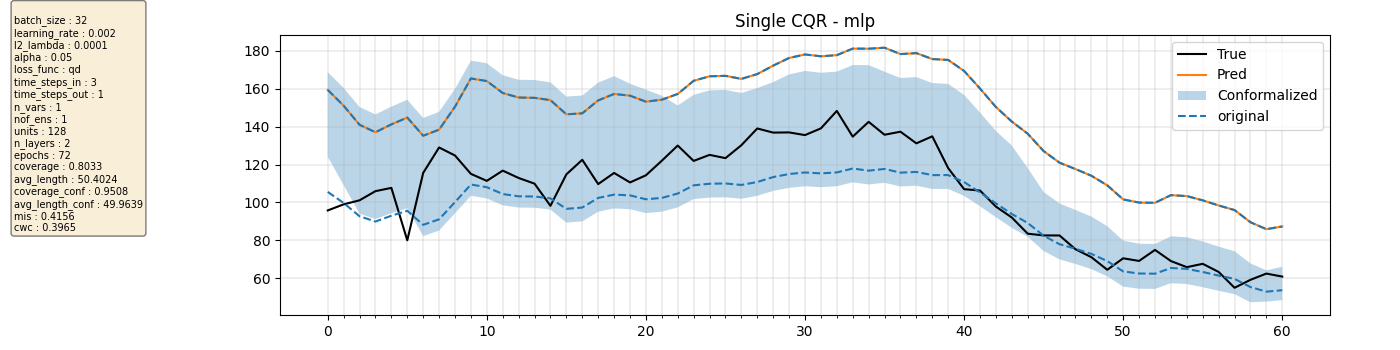 batch_size : 32
learning_rate : 0.002
l2_lambda : 0.0001
alpha : 0.05
loss_func : qd
time_steps_in : 3
time_steps_out : 1
n_vars : 1
nof_ens : 1
units : 128
n_layers : 2
epochs : 72
coverage : 0.8033
avg_length : 50.4024
coverage_conf : 0.9508
avg_length_conf : 49.9639
mis : 0.4156
cwc : 0.3965
Single CQR - mlp
180
160
140
120
100
80
60
True
Pred
Conformalized
original
0 10 20 30 40 50 60